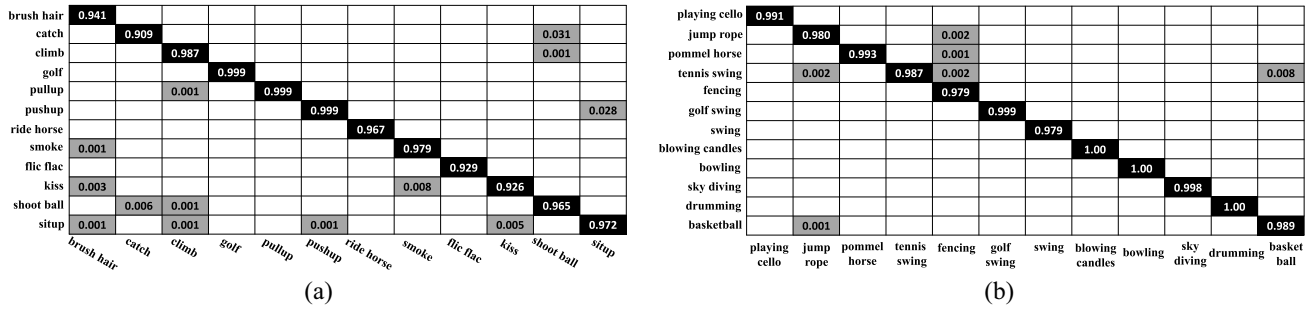 brush hair 0.941
catch 0.909 0.031
climb 0.987 0.001
golf 0.999
pullup 0.001 0.999
pushup 0.999 0.028
ride horse 0.967
smoke 0.001 0.979
flic flac 0.929
kiss 0.003 0.008 0.926
shoot ball 0.006 0.001 0.965
situp 0.001 0.001 0.001 0.005 0.972
brush hair catch climb golf pullup pushup ride horse smoke flic flac kiss shoot ball situp
(a)
playing cello 0.991
jump rope 0.980 0.002
pommel horse 0.993 0.001
tennis swing 0.002 0.987 0.002 0.008
fencing 0.979
golf swing 0.999
swing 0.979
blowing candles 1.00
bowling 1.00
sky diving 0.998
drumming 1.00
basketball 0.001 0.989
playing jump pommel tennis fencing golf swing blowing bowling sky drumming basket
cello rope horse swing swing candles diving ball
(b)